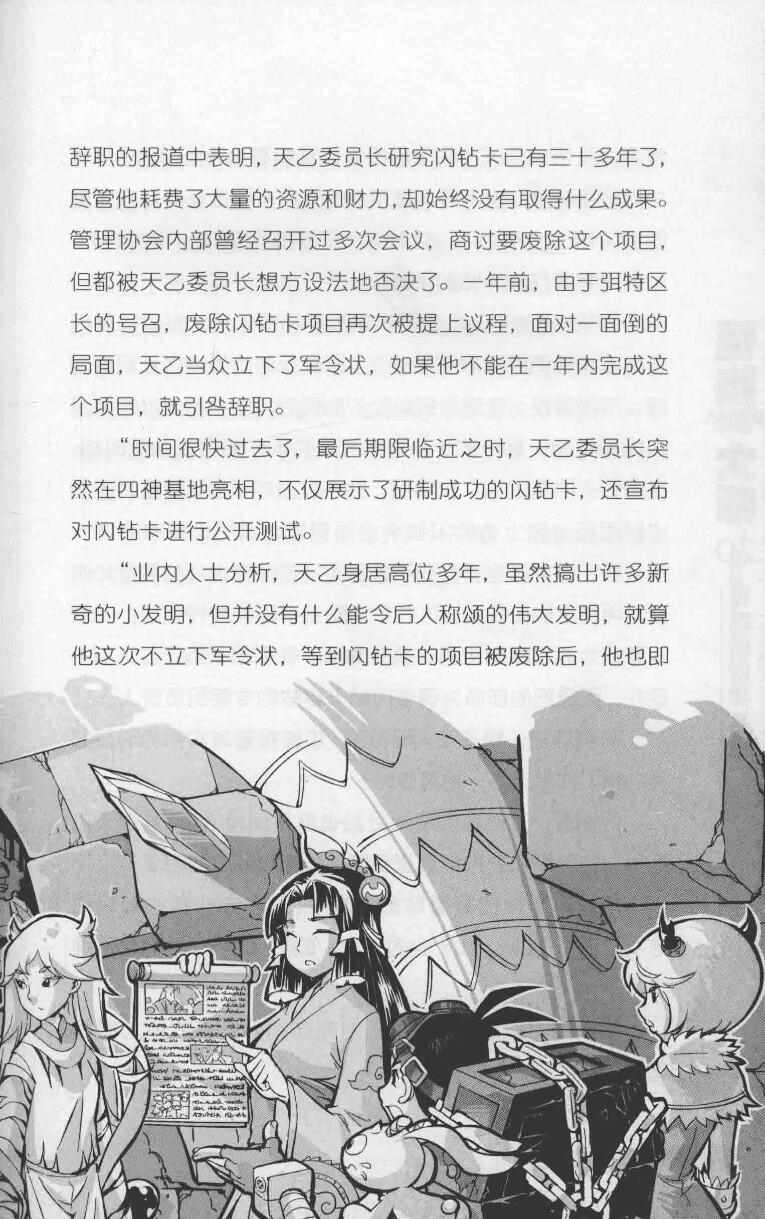 辞职的报道中表明，天乙委员长研究闪钻卡已有三十多年了，
尽管他耗费了大量的资源和财力，却始终没有取得什么成果。
管理协会内部曾经召开过多次会议，商讨要废除这个项目，
但都被天乙委员长想方设法地否决了。一年前，由于弭特区
长的号召，废除闪钻卡项目再次被提上议程，面对一面倒的
局面，天乙当众立下了军令状，如果他不能在一年内完成这
个项目，就引咎辞职。
“时间很快过去了，最后期限临近之时，天乙委员长突
然在四神基地亮相，不仅展示了研制成功的闪钻卡，还宣布
对闪钻卡进行公开测试。
“业内人士分析，天乙身居高位多年，虽然搞出许多新
奇的小发明，但并没有什么能令后人称颂的伟大发明，就算
他这次不立下军令状，等到闪钻卡的项目被废除后，他也即